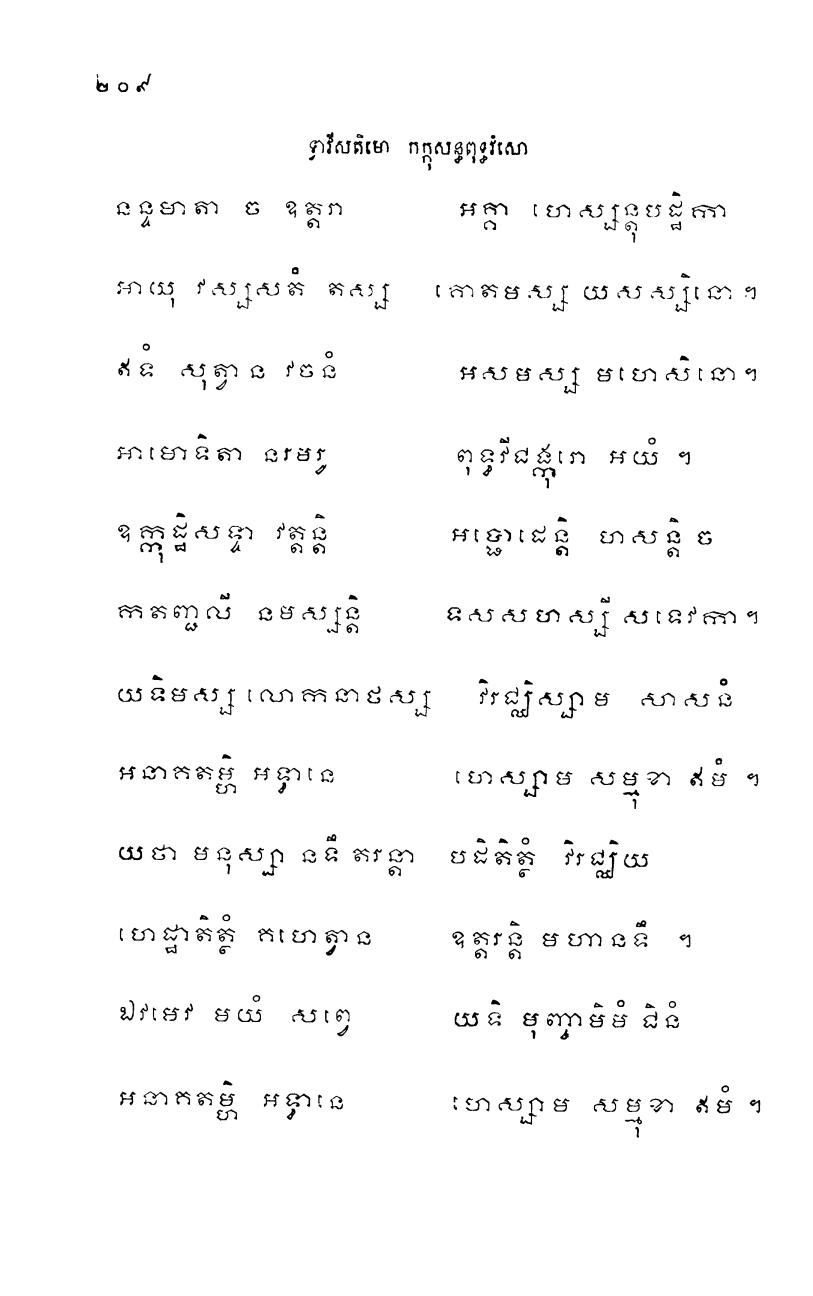 ២០៩
ទ្វាវីសតិមោ កក្កុសន្ធពុទ្ធវំសោ
នន្ទមាតា ច ឧត្តរា អគ្គា ហេស្សន្តុបដ្ឋិកា
អាយុ វស្សសតំ តស្ស គោតមស្ស យសស្សិនោ ។
ឥទំ សុត្វាន វចនំ អសមស្ស មហេសិនោ ។
អាមោទិតា នរមរូ ពុទ្ធវីជង្កុរោ អយំ ។
ឧក្កុដ្ឋិសទ្ទា វត្តន្តិ អប្ផោដេន្តិ ហសន្តិ ច
កតញ្ជលី នមស្សន្តិ ទសសហស្សី សទេវកា ។
យទិមស្ស លោកនាថស្ស វិរជ្ឈិស្សាម សាសនំ
អនាគតម្ហិ អទ្ធានេ ហេស្សាម សម្មុខា ឥមំ ។
យថា មនុស្សា នទឹ តរន្តា បដិតិត្ថំ វិរជ្ឈិយ
ហេដ្ឋាតិត្ថំ គហេត្វាន ឧត្តរន្តិ មហានទឹ ។
ឯវមេវ មយំ សព្វេ យទិ មុញ្ចាមិមំ ជិនំ
អនាគតម្ហិ អទ្ធានេ ហេស្សាម សម្មុខា ឥមំ ។